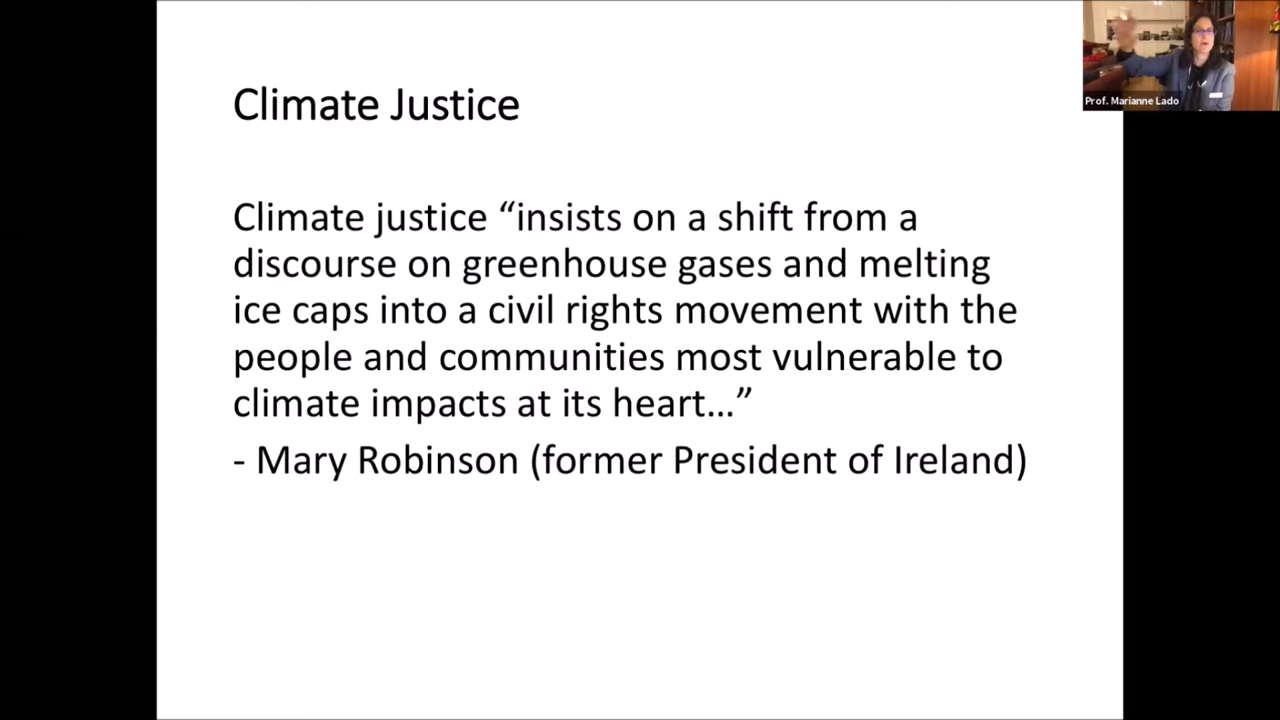 Prof. Marianne Lado
Climate Justice
Climate justice “insists on a shift from a
discourse on greenhouse gases and melting
ice caps into a civil rights movement with the
people and communities most vulnerable to
climate impacts at its heart…”
- Mary Robinson (former President of Ireland)